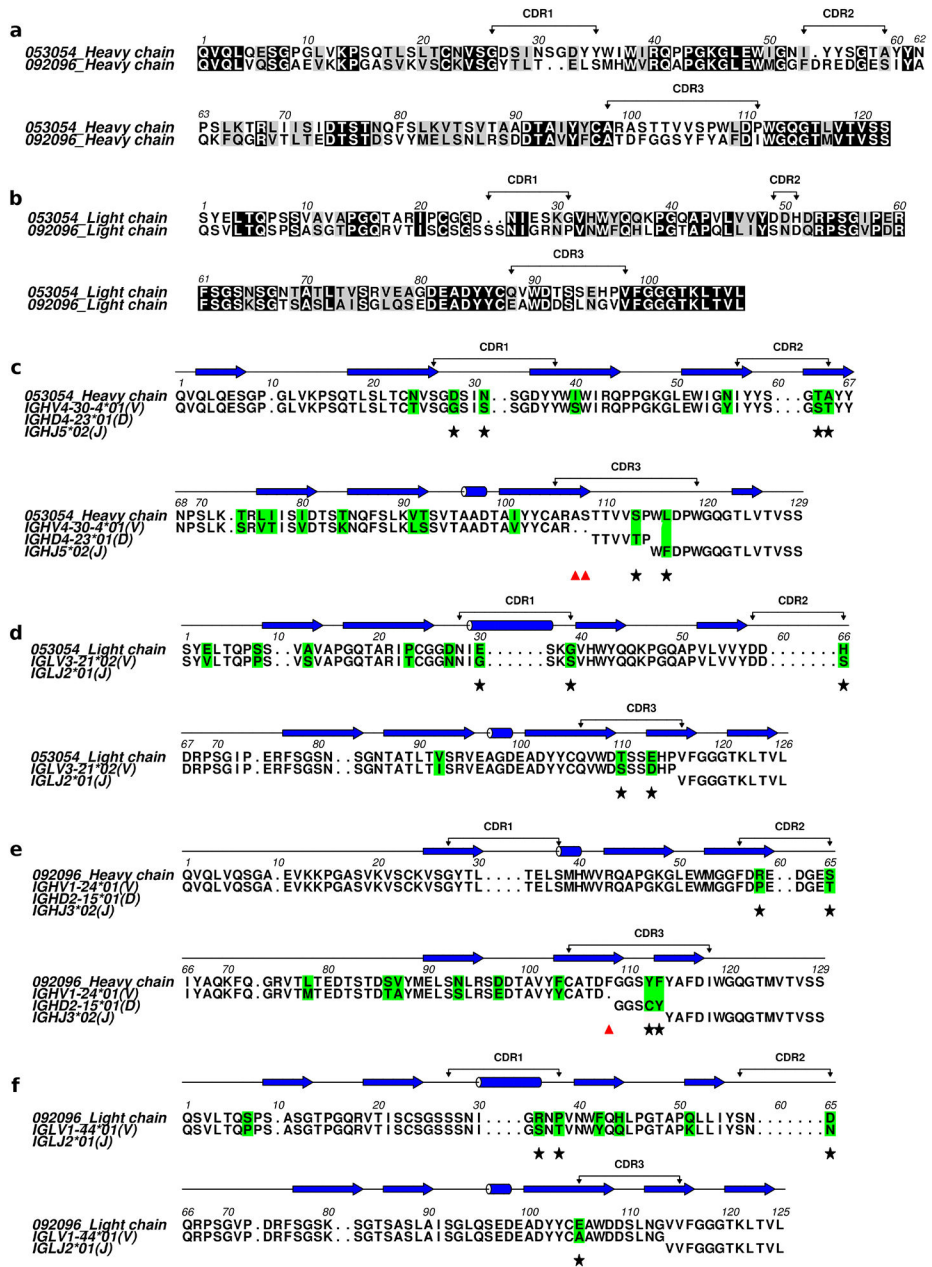 CDR1 CDR2
a 1 10 20 30 40 50 60 62
053054_Heavy chain QVQLQESGPGLVKPSQTLSLTCNVSGDSINSGDYYWIWIRQPPGKGLEWIGNI.YYSGTAYYN
092096_Heavy chain QVQLVQSGAEVKKPGASVKVSCKVSGYTLT..ELSMHWVRQAPGKGLEWMGGFDREDGESIYA
CDR3
63 70 80 90 100 110 120
053054_Heavy chain PSLKTRLIISIDTSTNQFSLKVTSVTAADTAIYYCARASTTVVSPWLDPWGQGTLVTVSS
092096_Heavy chain QKFQGRVTLTEDTSTDSVYMELSNLRSDDTAVYFCATDFGGSYFYAFDIWGQGTMVTVSS
b CDR1 CDR2
1 10 20 30 40 50 60
053054_Light chain SYELTQPSSVAVAPGQTARIPCGGD..NIESKGVHWYQQKPGQAPVLVVYDDHDRPSGIPER
092096_Light chain QSVLTQSPSASGTPGQRVTISCSGSSSNIGRNPVNWFQHLPGTAPQLLIYSNDQRPSGVPDR
CDR3
61 70 80 90 100
053054_Light chain FSGSNSGNTATLTVSRVEAGDEADYYCQVWDTSSEHPVFGGGTKLTVL
092096_Light chain FSGSKSGTSASLAISGLQSEDEADYYCEAWDDSLNGVVFGGGTKLTVL
c CDR1 CDR2
1 10 20 30 40 50 60 67
053054_Heavy chain QVQLQESGP.GLVKPSQTLSLTCNVSGDSIN..SGDYYWIWIRQPPGKGLEWIGNIYYS...GTAYY
IGHV4-30-4*01(V) QVQLQESGP.GLVKPSQTLSLTCTVSGGSIS..SGDYYWSWIRQPPGKGLEWIGYIYYS...GSTYY
IGHD4-23*01(D)
IGHJ5*02(J)
CDR3
68 70 80 90 100 110 120 129
053054_Heavy chain NPSLK.TRLIISIDTSTNQFSLKVTSVTAADTAIYYCARASTTVVSPWLDPWGQGTLVTVSS
IGHV4-30-4*01(V) NPSLK.SRVTISVDTSKNQFSLKLSSVTAADTAVYYCAR..
IGHD4-23*01(D) TTVVTP
IGHJ5*02(J) WFDPWGQGTLVTVSS
d CDR1 CDR2
1 10 20 30 40 50 60 66
053054_Light chain SYELTQPSS..VAVAPGQTARIPCGGDNIE......SKGVHWYQQKPGQAPVLVVYDD.......H
IGLV3-21*02(V) SYVLTQPPS..VSVAPGQTARITCGGNNIG......SKSVHWYQQKPGQAPVLVVYDD.......S
IGLJ2*01(J)
CDR3
67 70 80 90 100 110 120 126
053054_Light chain DRPSGIP.ERFSGSN..SGNTATLTVSRVEAGDEADYYCQVWDTSSEHPVFGGGTKLTVL
IGLV3-21*02(V) DRPSGIP.ERFSGSN..SGNTATLTISRVEAGDEADYYCQVWDSSSDHP
IGLJ2*01(J) VFGGGTKLTVL
e CDR1 CDR2
1 10 20 30 40 50 60 65
092096_Heavy chain QVQLVQSGA.EVKKPGASVKVSCKVSGYTL....TELSMHWVRQAPGKGLEWMGGFDRE..DGES
IGHV1-24*01(V) QVQLVQSGA.EVKKPGASVKVSCKVSGYTL....TELSMHWVRQAPGKGLEWMGGFDPE..DGET
IGHD2-15*01(D)
IGHJ3*02(J)
CDR3
66 70 80 90 100 110 120 129
092096_Heavy chain IYAQKFQ.GRVTLTEDTSTDSVYMELSNLRSDDTAVYFCATDFGGSYFYAFDIWGQGTMVTVSS
IGHV1-24*01(V) IYAQKFQ.GRVTMTEDTSTDTAYMELSSLRSEDTAVYYCATD.
IGHD2-15*01(D) GGSCY
IGHJ3*02(J) YAFDIWGQGTMVTVSS
f CDR1 CDR2
1 10 20 30 40 50 60 65
092096_Light chain QSVLTQSPS.ASGTPGQRVTISCSGSSSNI....GRNPVNWFQHLPGTAPQLLIYSN.......D
IGLV1-44*01(V) QSVLTQPPS.ASGTPGQRVTISCSGSSSNI....GSNTVNWYQQLPGTAPKLLIYSN.......N
IGLJ2*01(J)
CDR3
66 70 80 90 100 110 120 125
092096_Light chain QRPSGVP.DRFSGSK..SGTSASLAISGLQSEDEADYYCEAWDDSLNGVVFGGGTKLTVL
IGLV1-44*01(V) QRPSGVP.DRFSGSK..SGTSASLAISGLQSEDEADYYCAAWDDSLNG
IGLJ2*01(J) VVFGGGTKLTVL